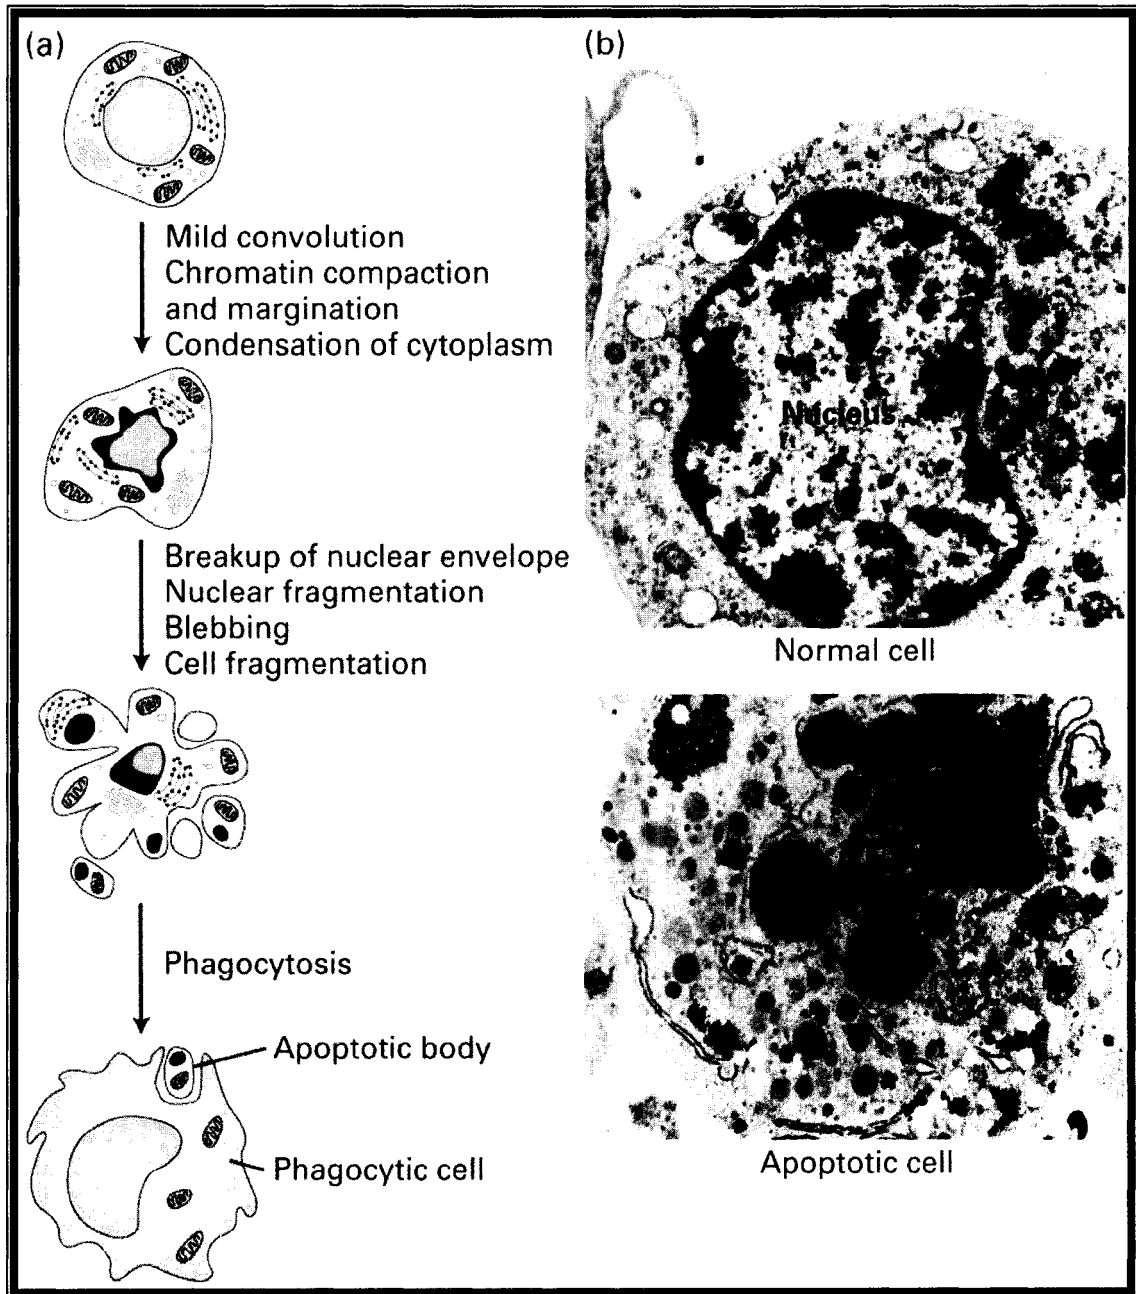 (a)
Mild convolution
Chromatin compaction
and margination
Condensation of cytoplasm
Breakup of nuclear envelope
Nuclear fragmentation
Blebbing
Cell fragmentation
Phagocytosis
Apoptotic body
Phagocytic cell
(b)
Nucleus
Normal cell
Apoptotic cell